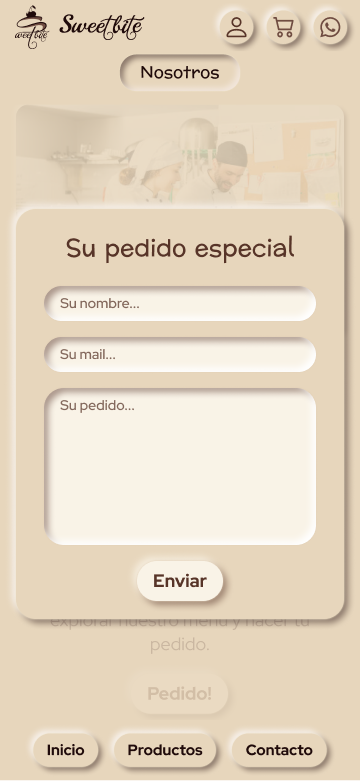 Sweetbite
Sweetbite
Nosotros
Su pedido especial
Su nombre...
Su mail...
Su pedido...
Enviar
explorar nuestro menú y hacer tu
pedido.
Pedido!
Inicio
Productos
Contacto